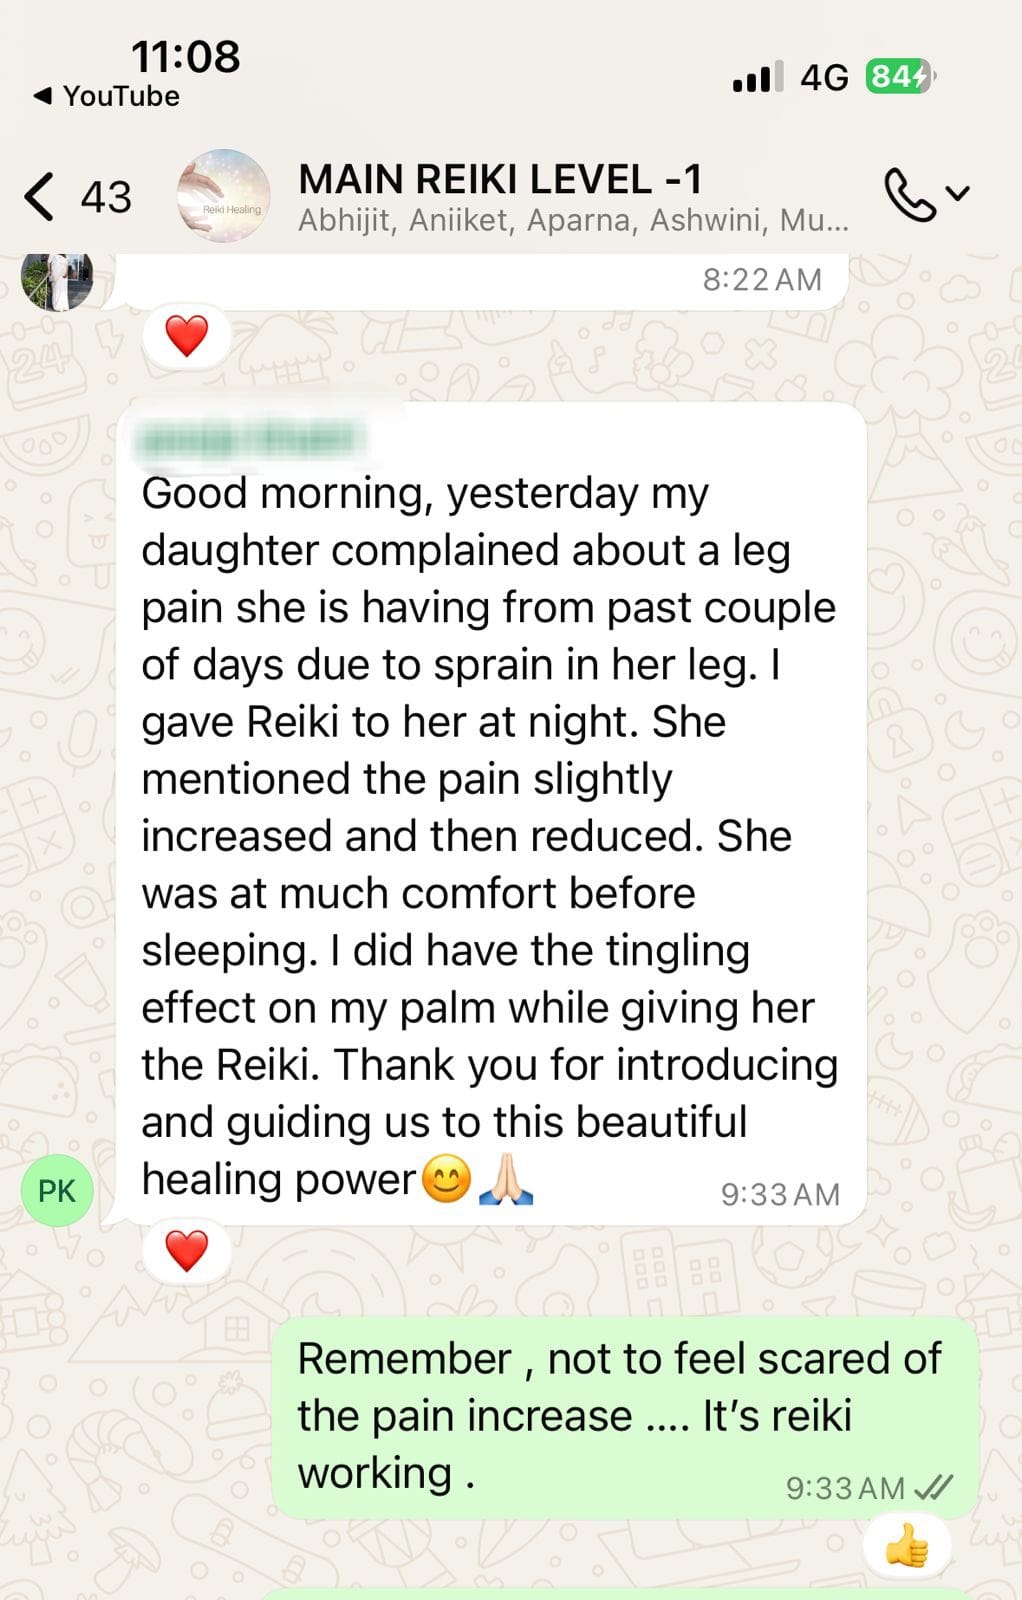 11:08
◀ YouTube
4G
84
43
Reiki Healing
MAIN REIKI LEVEL -1
Abhijit, Aniiket, Aparna, Ashwini, Mu...
8:22 AM
❤️
Good morning, yesterday my
daughter complained about a leg
pain she is having from past couple
of days due to sprain in her leg. I
gave Reiki to her at night. She
mentioned the pain slightly
increased and then reduced. She
was at much comfort before
sleeping. I did have the tingling
effect on my palm while giving her
the Reiki. Thank you for introducing
and guiding us to this beautiful
healing power😊🙏🏻
9:33 AM
PK
❤️
Remember , not to feel scared of
the pain increase .... It’s reiki
working .
9:33 AM
👍